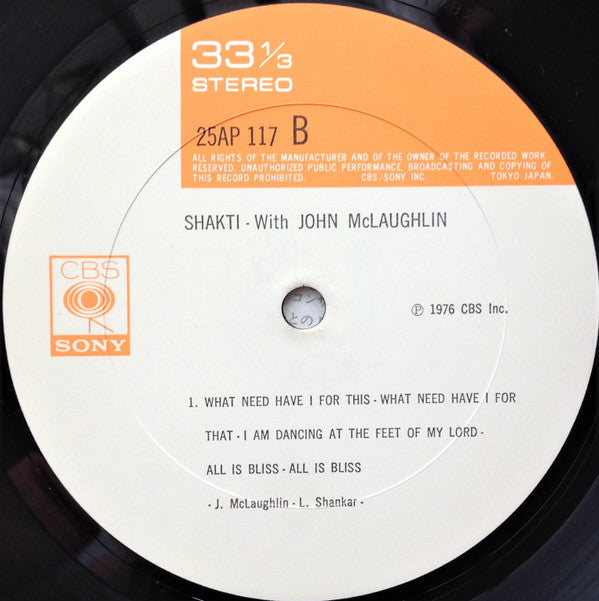 33 1/3
STEREO
25AP 117 B
ALL RIGHTS OF THE MANUFACTURER AND OF THE OWNER OF THE RECORDED WORK
RESERVED. UNAUTHORIZED PUBLIC PERFORMANCE, BROADCASTING AND COPYING OF
THIS RECORD PROHIBITED. CBS/SONY INC. TOKYO JAPAN.
SHAKTI - With JOHN McLAUGHLIN
CBS
SONY
℗ 1976 CBS Inc.
1. WHAT NEED HAVE I FOR THIS - WHAT NEED HAVE I FOR
THAT - I AM DANCING AT THE FEET OF MY LORD -
ALL IS BLISS - ALL IS BLISS
- J. McLaughlin - L. Shankar -